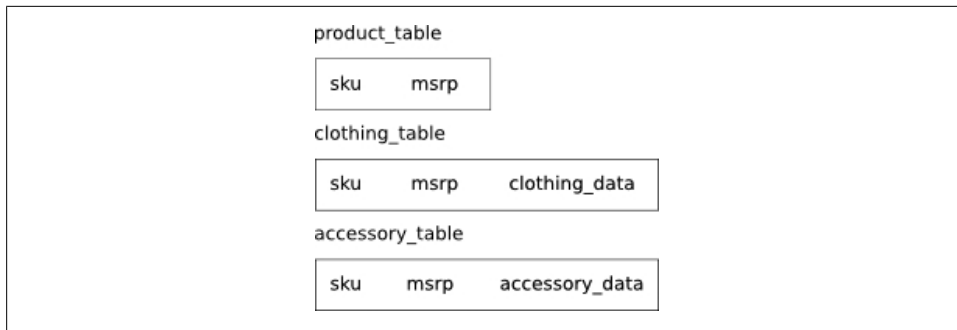 product_table
sku msrp
clothing_table
sku msrp clothing_data
accessory_table
sku msrp accessory_data